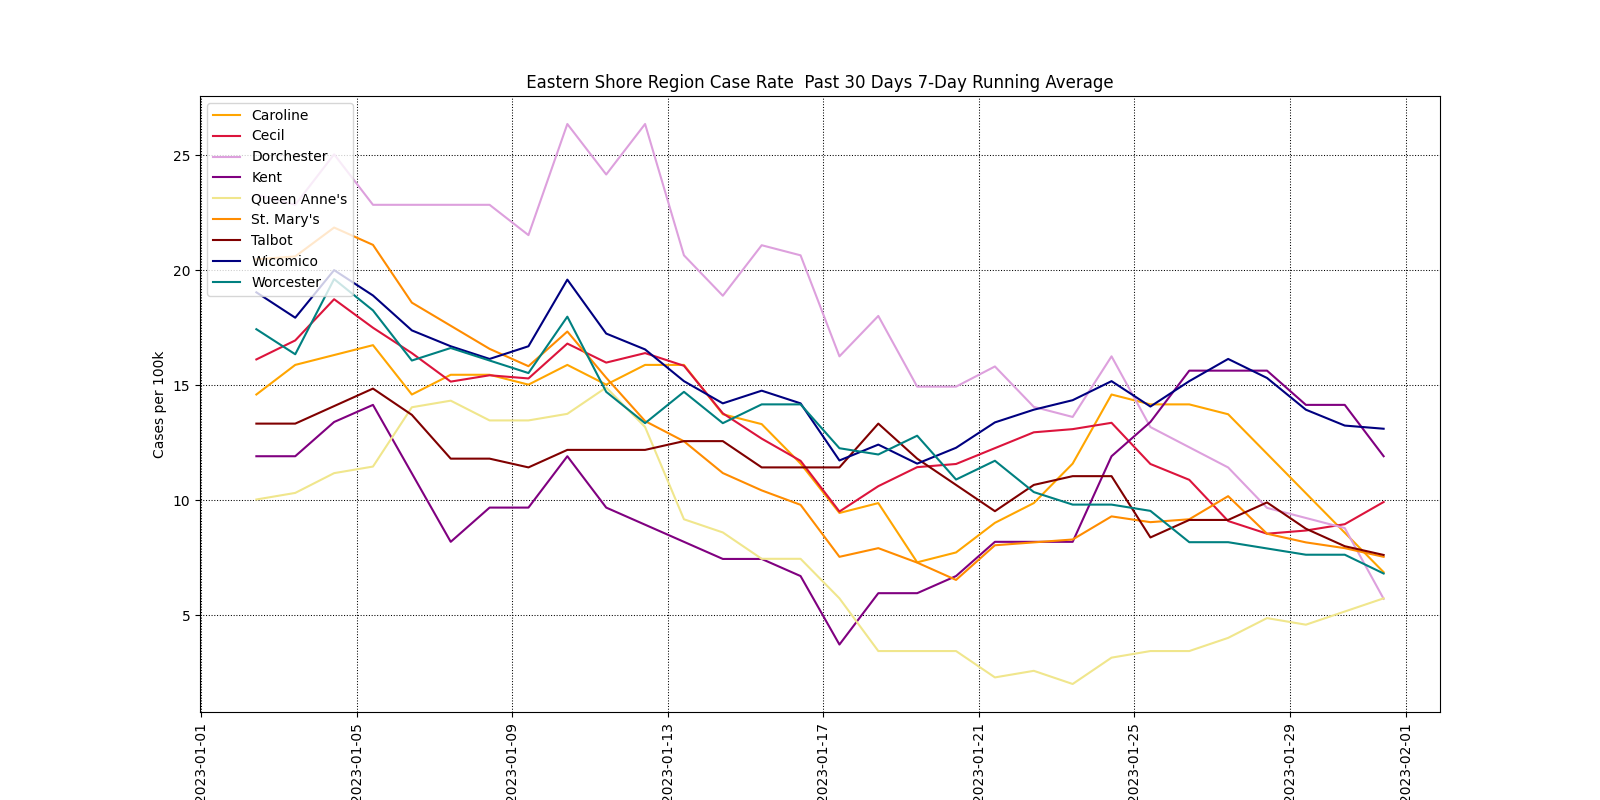 Eastern Shore Region Case Rate  Past 30 Days 7-Day Running Average
Caroline
Cecil
Dorchester
Kent
Queen Anne's
St. Mary's
Talbot
Wicomico
Worcester
Cases per 100k
25
20
15
10
5
2023-01-01
2023-01-05
2023-01-09
2023-01-13
2023-01-17
2023-01-21
2023-01-25
2023-01-29
2023-02-01